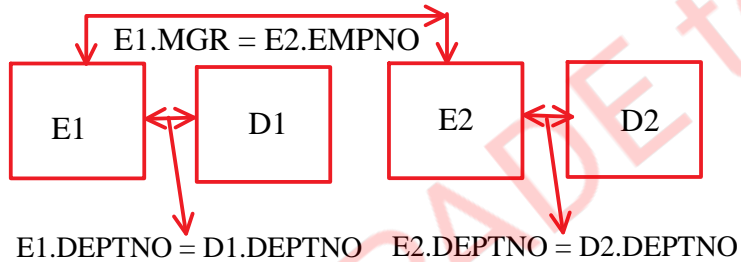 E1.MGR = E2.EMPNO
E1
D1
E2
D2
E1.DEPTNO = D1.DEPTNO
E2.DEPTNO = D2.DEPTNO